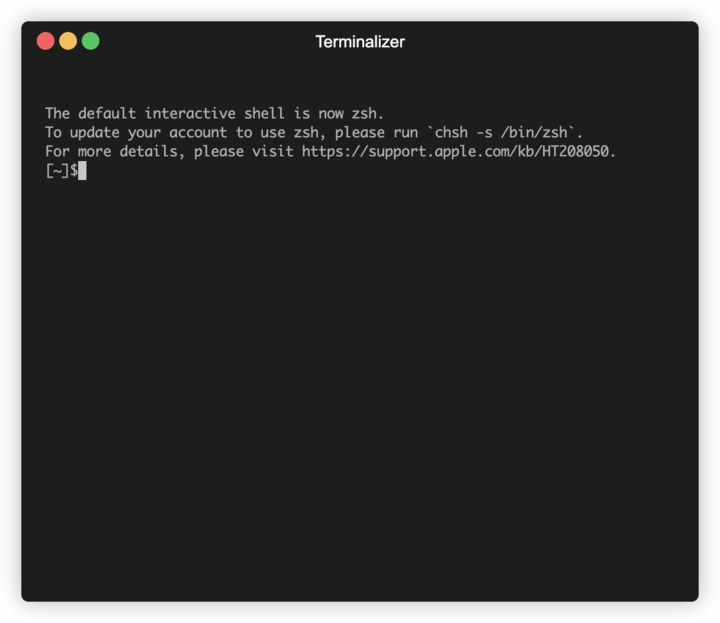 Terminalizer
The default interactive shell is now zsh.
To update your account to use zsh, please run `chsh -s /bin/zsh`.
For more details, please visit https://support.apple.com/kb/HT208050.
[~]$